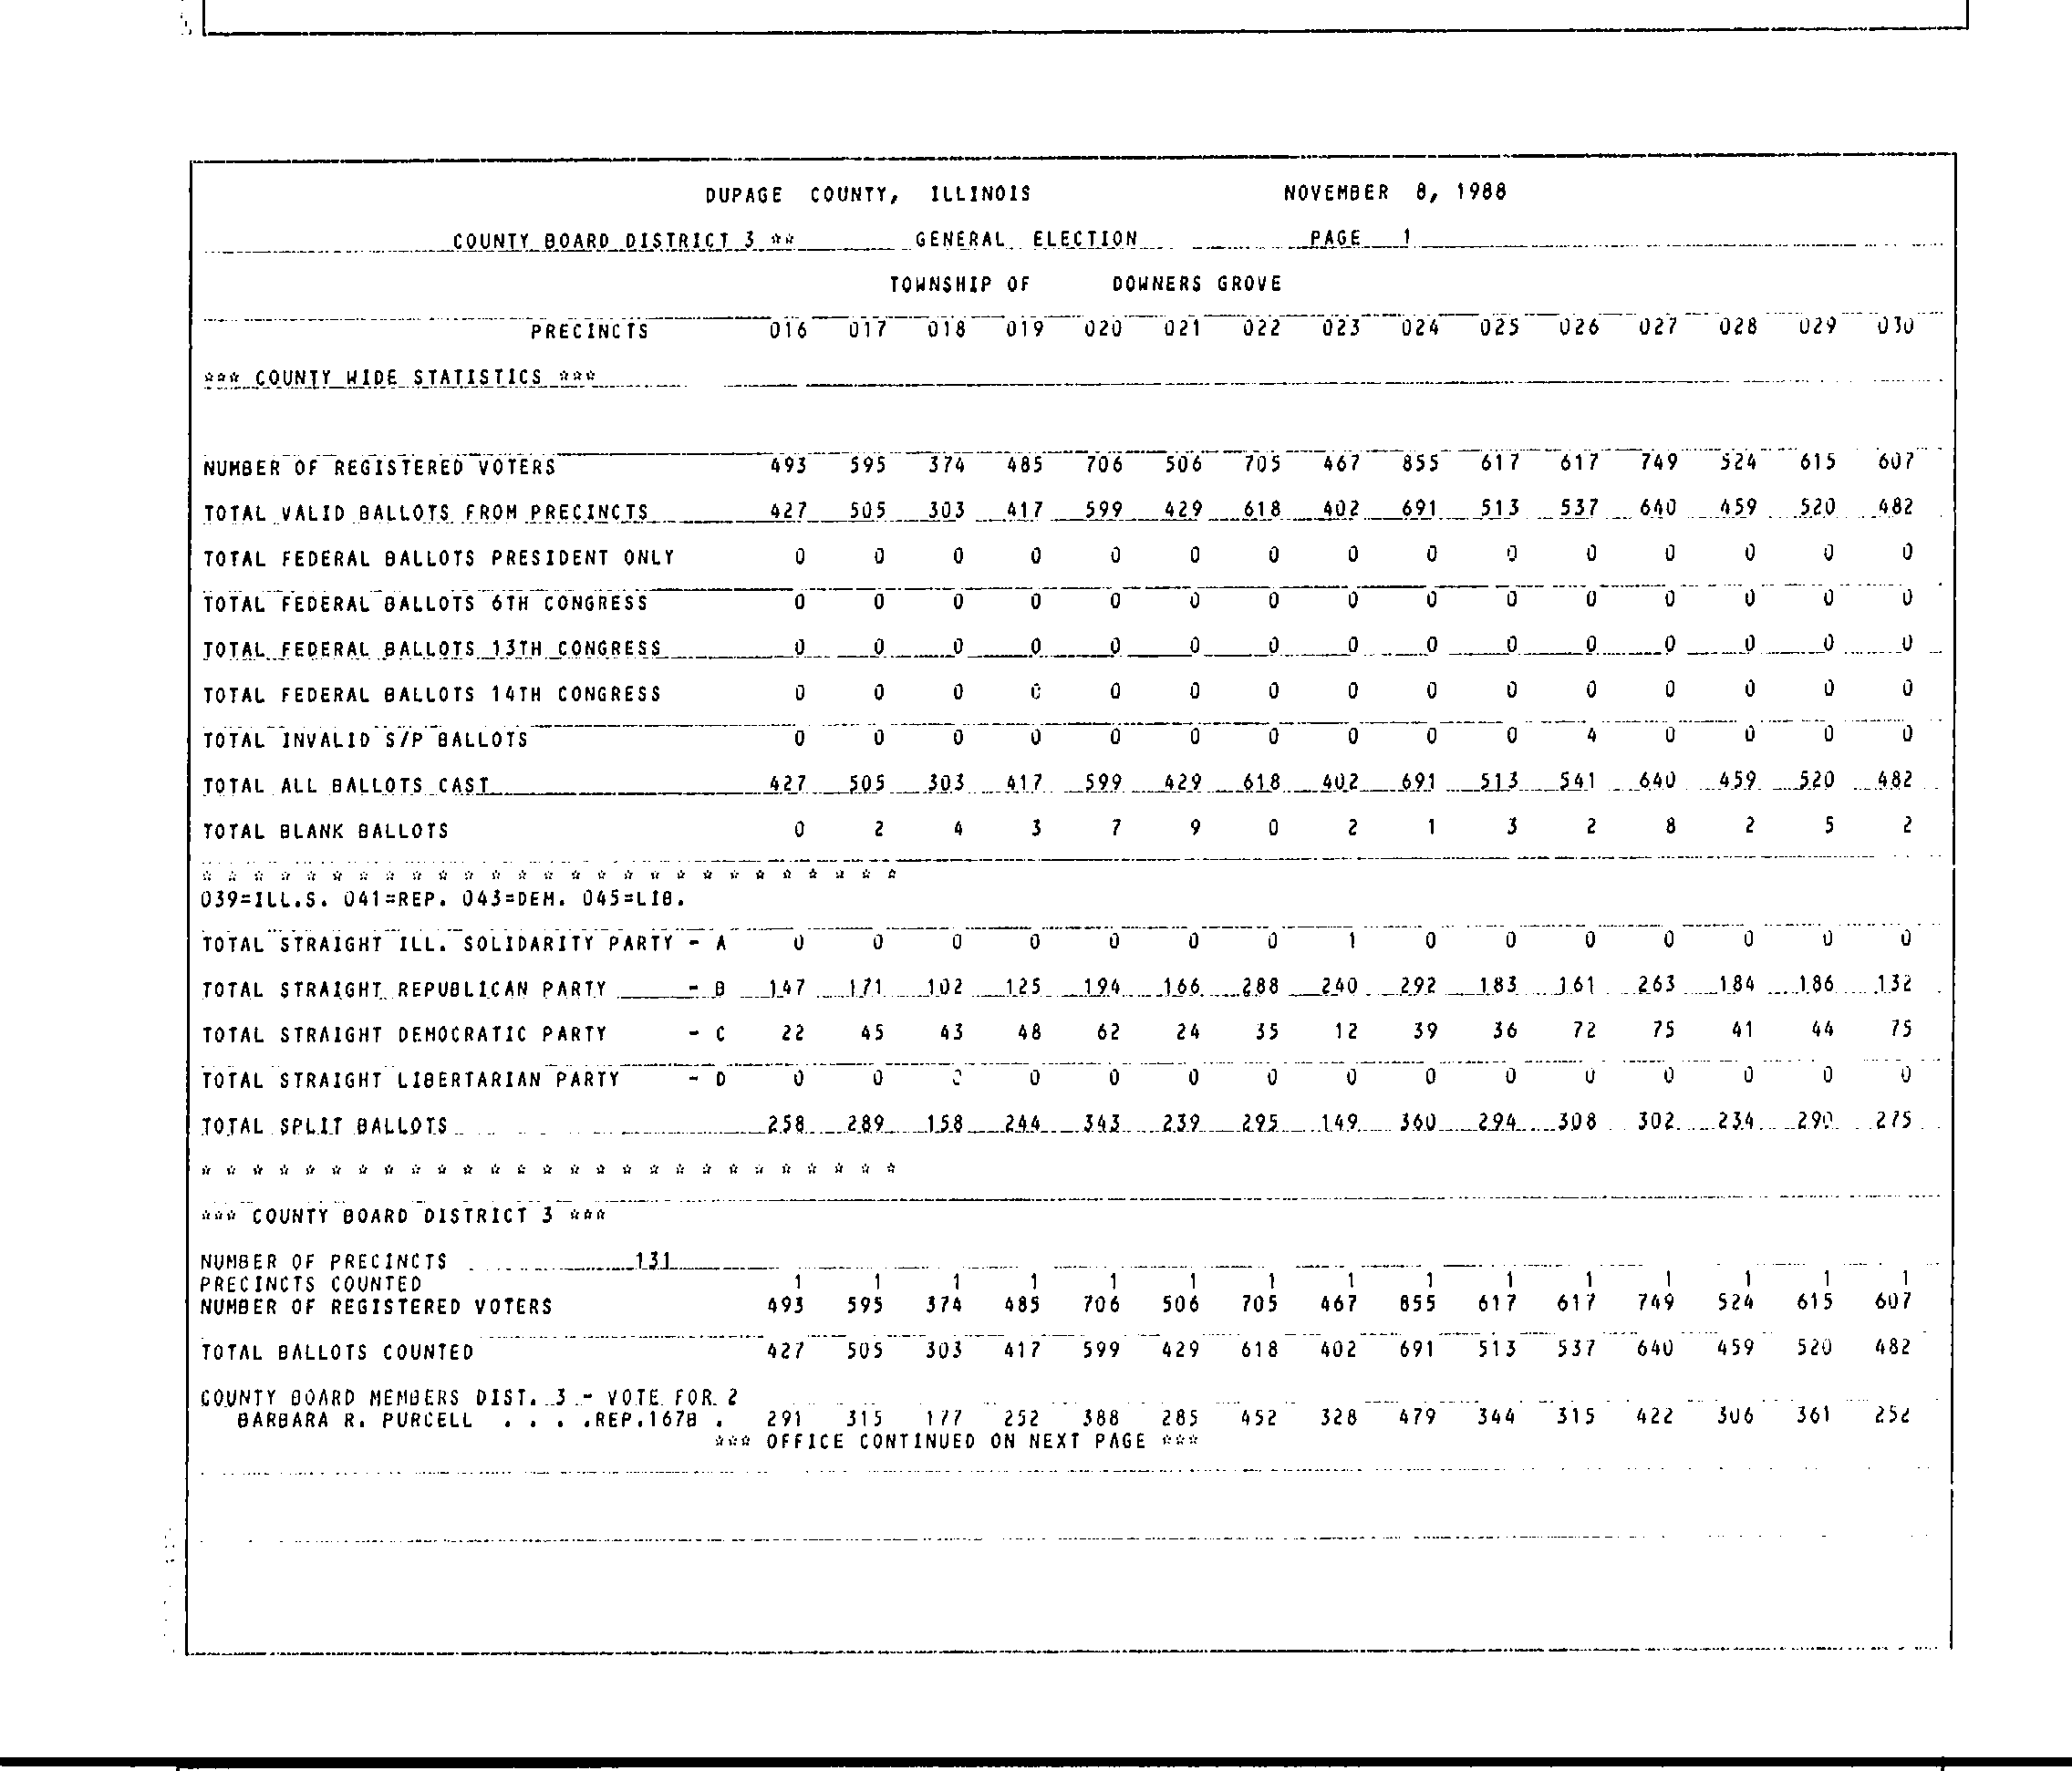 DUPAGE COUNTY, ILLINOIS NOVEMBER 8, 1988
COUNTY BOARD DISTRICT 3 ** GENERAL ELECTION PAGE 1
TOWNSHIP OF DOWNERS GROVE
PRECINCTS 016 017 018 019 020 021 022 023 024 025 026 027 028 029 030
*** COUNTY WIDE STATISTICS ***
NUMBER OF REGISTERED VOTERS 493 595 374 485 706 506 705 467 855 617 617 749 524 615 607
TOTAL VALID BALLOTS FROM PRECINCTS 427 505 303 417 599 429 618 402 691 513 537 640 459 520 482
TOTAL FEDERAL BALLOTS PRESIDENT ONLY 0 0 0 0 0 0 0 0 0 0 0 0 0 0 0
TOTAL FEDERAL BALLOTS 6TH CONGRESS 0 0 0 0 0 0 0 0 0 0 0 0 0 0 0
TOTAL FEDERAL BALLOTS 13TH CONGRESS 0 0 0 0 0 0 0 0 0 0 0 0 0 0 0
TOTAL FEDERAL BALLOTS 14TH CONGRESS 0 0 0 0 0 0 0 0 0 0 0 0 0 0 0
TOTAL INVALID S/P BALLOTS 0 0 0 0 0 0 0 0 0 0 4 0 0 0 0
TOTAL ALL BALLOTS CAST 427 505 303 417 599 429 618 402 691 513 541 640 459 520 482
TOTAL BLANK BALLOTS 0 2 4 3 7 9 0 2 1 3 2 8 2 5 2
* * * * * * * * * * * * * * * * * * * * * * * * * * *
039=ILL.S. 041=REP. 043=DEM. 045=LIB.
TOTAL STRAIGHT ILL. SOLIDARITY PARTY - A 0 0 0 0 0 0 0 1 0 0 0 0 0 0 0
TOTAL STRAIGHT REPUBLICAN PARTY - B 147 171 102 125 194 166 288 240 292 183 161 263 184 186 132
TOTAL STRAIGHT DEMOCRATIC PARTY - C 22 45 43 48 62 24 35 12 39 36 72 75 41 44 75
TOTAL STRAIGHT LIBERTARIAN PARTY - D 0 0 0 0 0 0 0 0 0 0 0 0 0 0 0
TOTAL SPLIT BALLOTS 258 289 158 244 343 239 295 149 360 294 308 302 234 290 275
* * * * * * * * * * * * * * * * * * * * * * * * * * *
*** COUNTY BOARD DISTRICT 3 ***
NUMBER OF PRECINCTS 131
PRECINCTS COUNTED 1 1 1 1 1 1 1 1 1 1 1 1 1 1 1
NUMBER OF REGISTERED VOTERS 493 595 374 485 706 506 705 467 855 617 617 749 524 615 607
TOTAL BALLOTS COUNTED 427 505 303 417 599 429 618 402 691 513 537 640 459 520 482
COUNTY BOARD MEMBERS DIST. 3 - VOTE FOR 2
BARBARA R. PURCELL . . . .REP.167B . 291 315 177 252 388 285 452 328 479 344 315 422 306 361 252
*** OFFICE CONTINUED ON NEXT PAGE ***